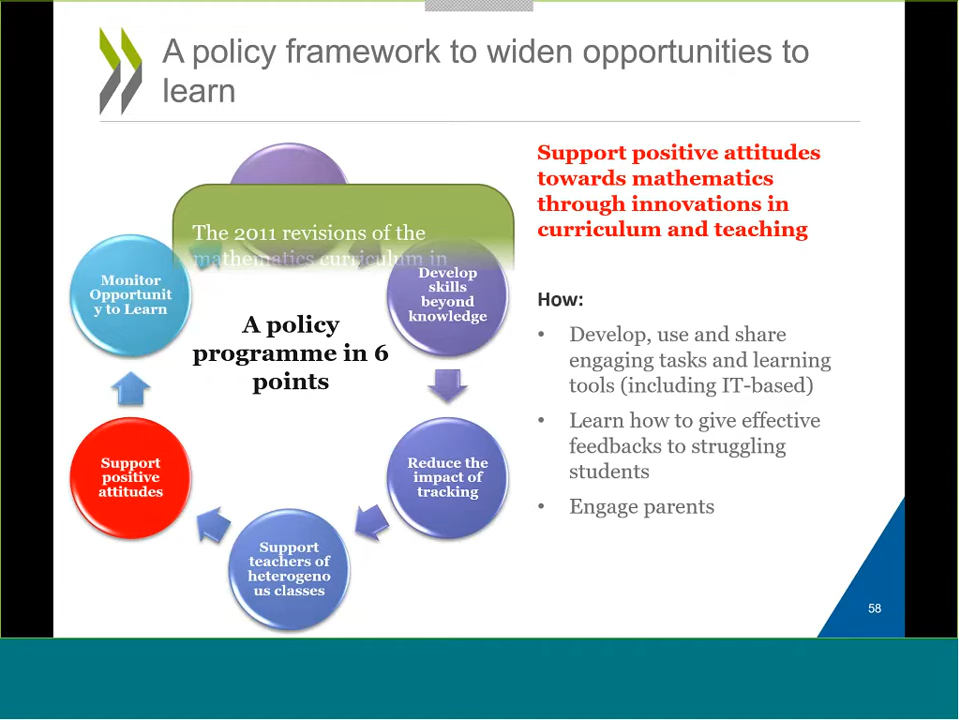 A policy framework to widen opportunities to
learn
The 2011 revisions of the
mathematics curriculum in
Monitor
Opportunit
y to Learn
Develop
skills
beyond
knowledge
A policy
programme in 6
points
Support
positive
attitudes
Reduce the
impact of
tracking
Support
teachers of
heterogeno
us classes
Support positive attitudes
towards mathematics
through innovations in
curriculum and teaching
How:
• Develop, use and share
engaging tasks and learning
tools (including IT-based)
• Learn how to give effective
feedbacks to struggling
students
• Engage parents
58